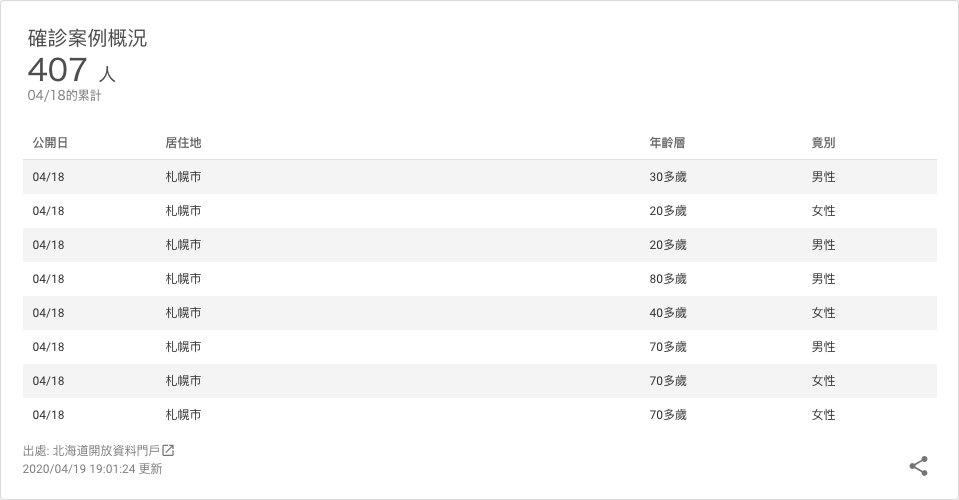 確診案例概況
407 人
04/18的累計
公開日 居住地 年齡層 竟別
04/18 札幌市 30多歲 男性
04/18 札幌市 20多歲 女性
04/18 札幌市 20多歲 男性
04/18 札幌市 80多歲 男性
04/18 札幌市 40多歲 女性
04/18 札幌市 70多歲 男性
04/18 札幌市 70多歲 女性
04/18 札幌市 70多歲 女性
出處: 北海道開放資料門戶
2020/04/19 19:01:24 更新